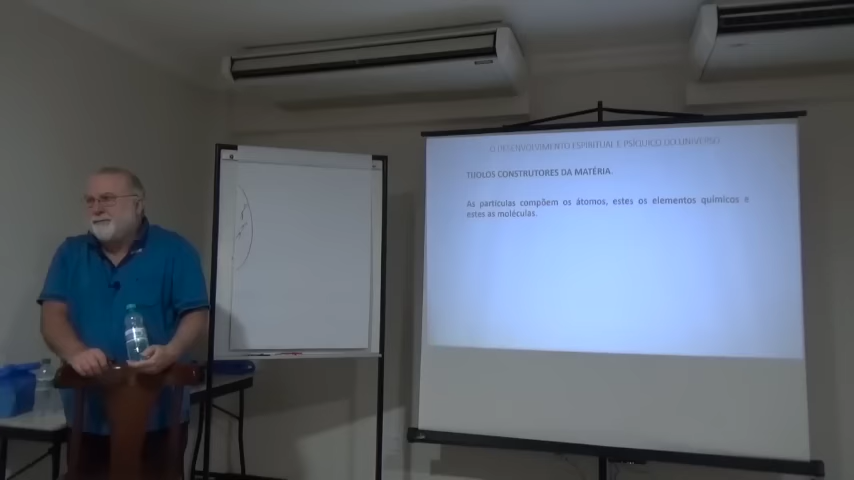 O DESENVOLVIMENTO ESPIRITUAL E PSÍQUICO DO UNIVERSO
TIJOLOS CONSTRUTORES DA MATÉRIA.
As partículas compõem os átomos, estes os elementos químicos e
estes as moléculas.